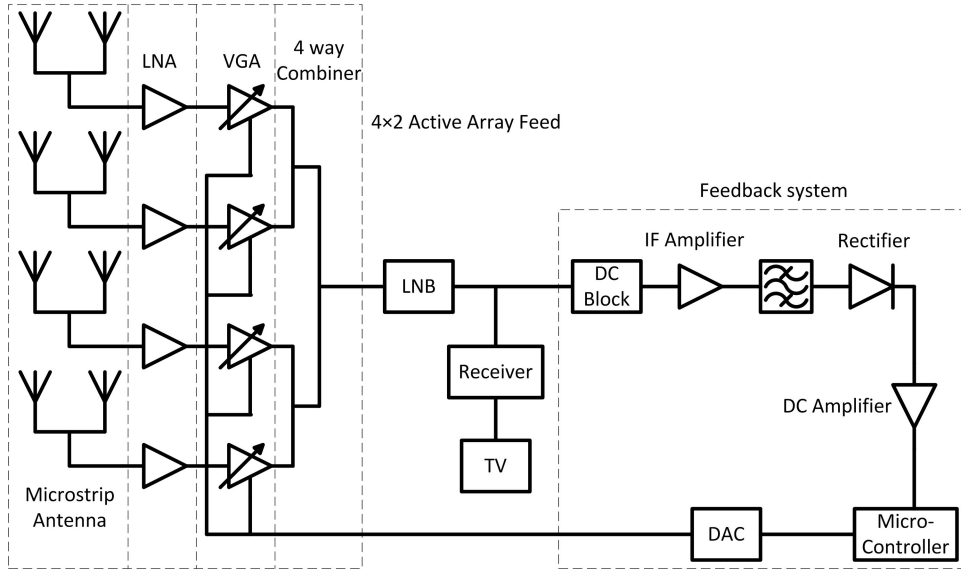 LNA
VGA
4 way
Combiner
4×2 Active Array Feed
Feedback system
IF Amplifier
Rectifier
LNB
DC
Block
Receiver
DC Amplifier
TV
Microstrip
Antenna
DAC
Micro-
Controller